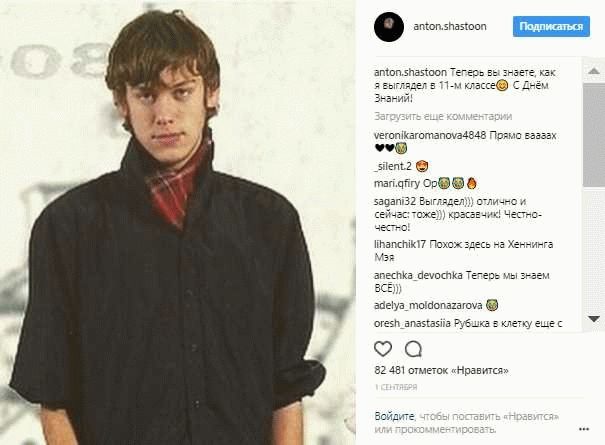 anton.shastoon Подписаться
anton.shastoon Теперь вы знаете, как
я выглядел в 11-м классе😊 С Днём
Знаний!
Загрузить еще комментарии
veronikaromanova4848 Прямо ваааах
🖤🖤
_silent.2 😍
mari.qfiry Ор🔥
sagani32 Выглядел))) отлично и
сейчас: тоже))) красавчик! Честно-
честно!
lihanchik17 Похож здесь на Хеннинга
Мэя
anechka_devochka Теперь мы знаем
ВСЁ)))
adelya_moldonazarova
oresh_anastasiia Рубшка в клетку еще с
82 481 отметок «Нравится»
1 СЕНТЯБРЯ
Войдите, чтобы поставить «Нравится»
или прокомментировать.